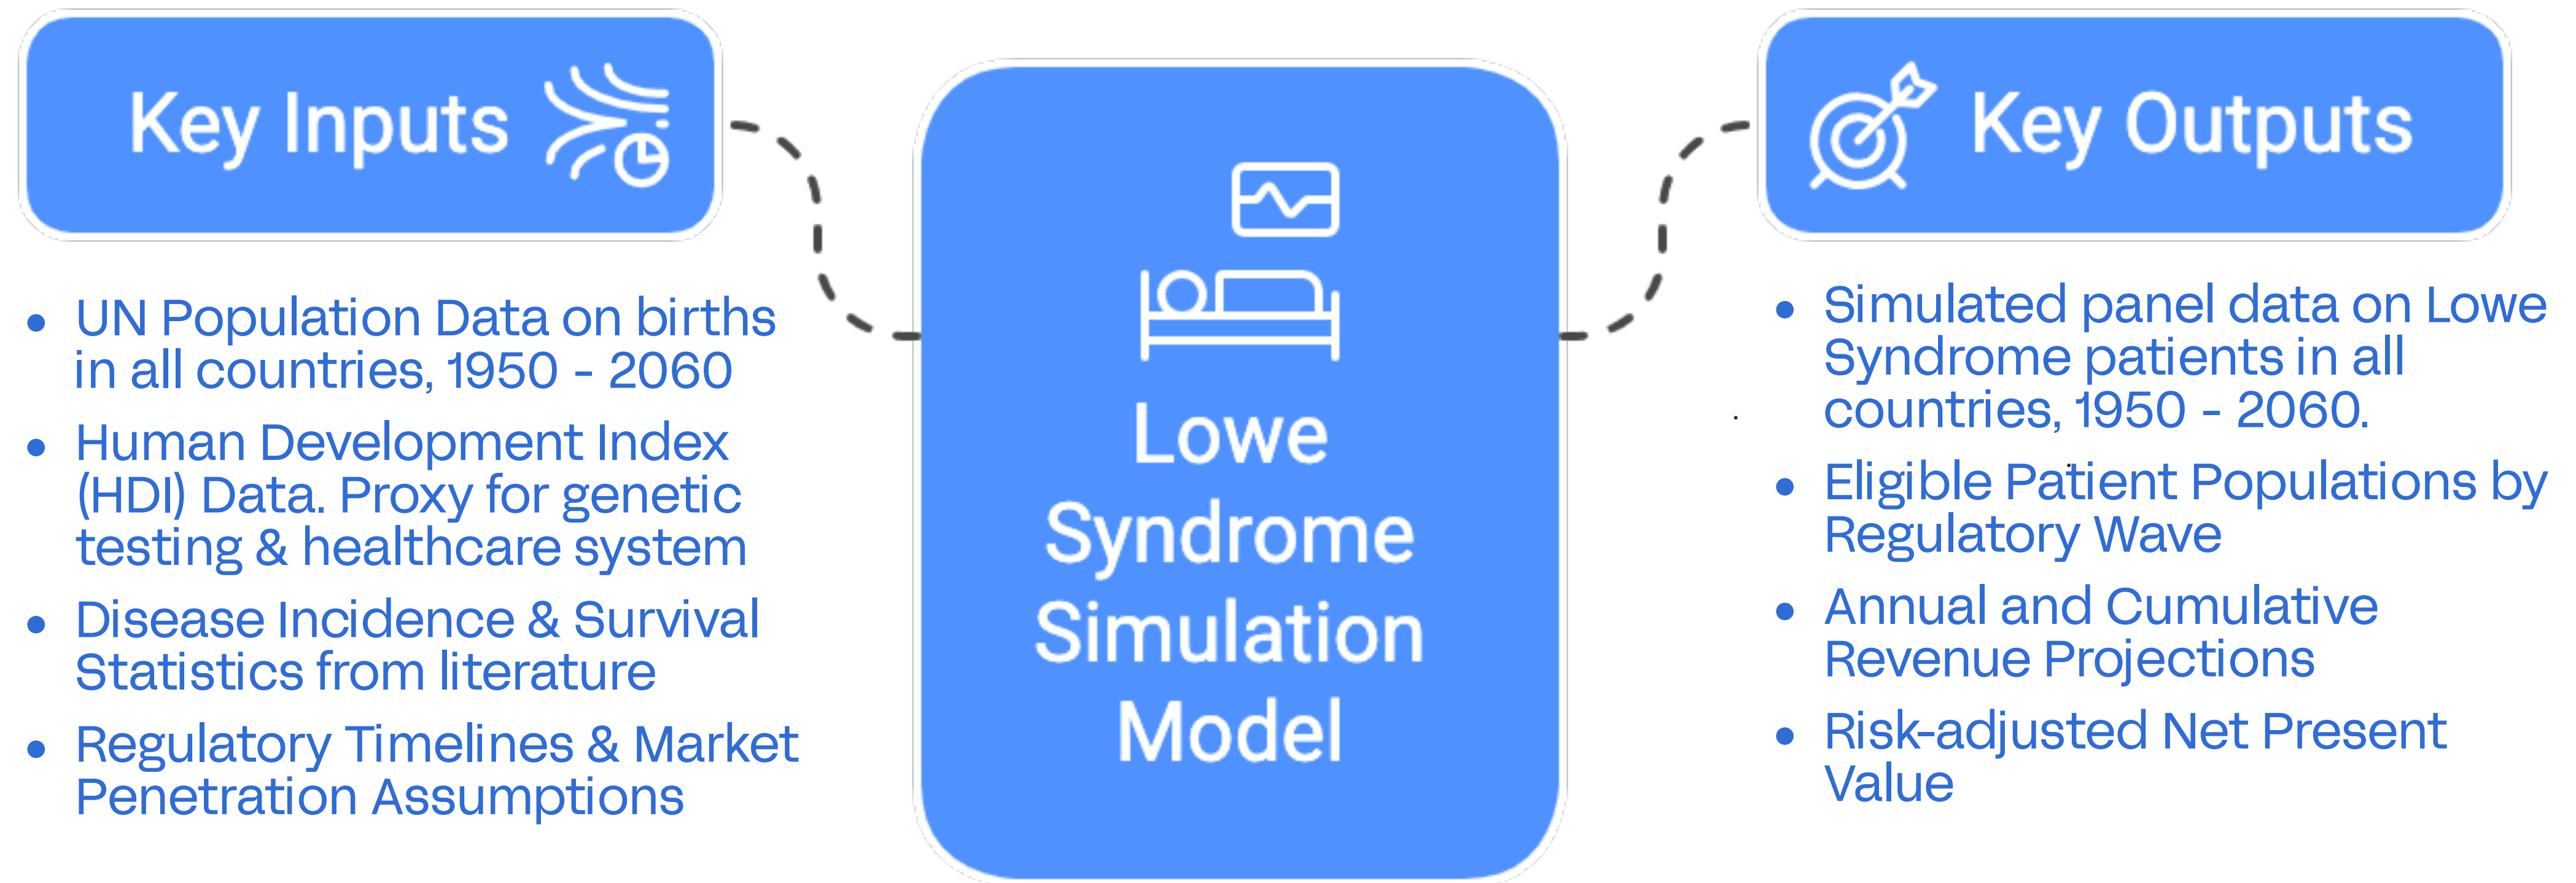 Key Inputs
• UN Population Data on births
in all countries, 1950 - 2060
• Human Development Index
(HDI) Data. Proxy for genetic
testing & healthcare system
• Disease Incidence & Survival
Statistics from literature
• Regulatory Timelines & Market
Penetration Assumptions
Lowe
Syndrome
Simulation
Model
Key Outputs
• Simulated panel data on Lowe
Syndrome patients in all
countries, 1950 - 2060.
• Eligible Patient Populations by
Regulatory Wave
• Annual and Cumulative
Revenue Projections
• Risk-adjusted Net Present
Value